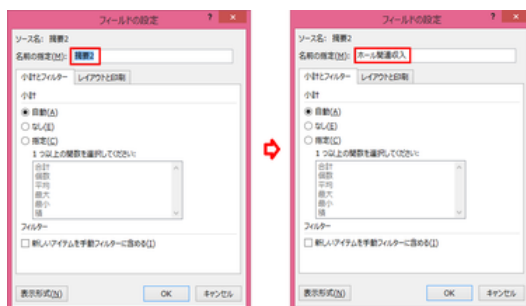 フィールドの設定 ? ×
ソース名: 摘要2
名前の指定(M): 摘要2
小計とフィルター レイアウトと印刷
小計
自動(A)
なし(E)
指定(C)
1 つ以上の関数を選択してください:
合計
個数
平均
最大
最小
積
フィルター
新しいアイテムを手動フィルターに含める(I)
表示形式(N) OK キャンセル
フィールドの設定 ? ×
ソース名: 摘要2
名前の指定(M): ホール関連収入
小計とフィルター レイアウトと印刷
小計
自動(A)
なし(E)
指定(C)
1 つ以上の関数を選択してください:
合計
個数
平均
最大
最小
積
フィルター
新しいアイテムを手動フィルターに含める(I)
表示形式(N) OK キャンセル